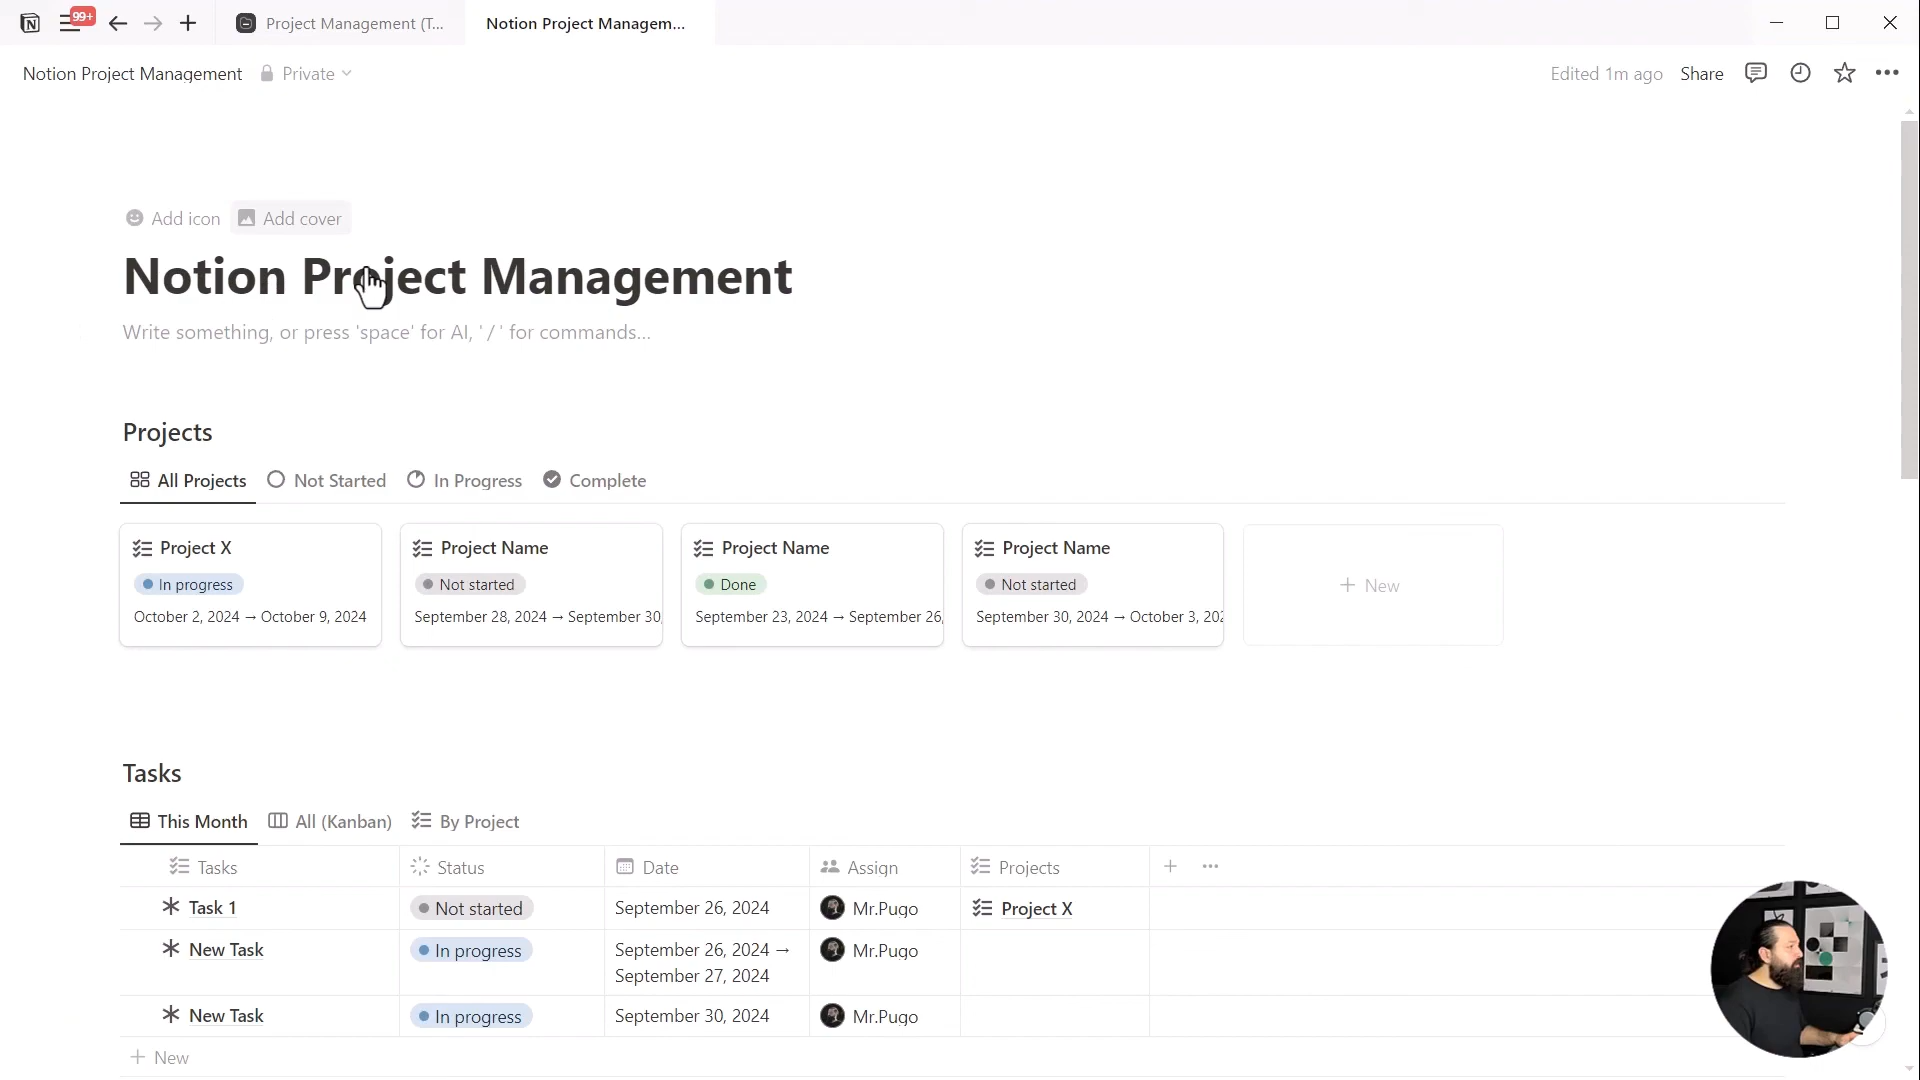 99+
Project Management (T...
Notion Project Managem...
Notion Project Management Private
Edited 1m ago Share
Add icon Add cover
Notion Project Management
Write something, or press 'space' for AI, '/' for commands...
Projects
All Projects Not Started In Progress Complete
Project X
In progress
October 2, 2024 → October 9, 2024
Project Name
Not started
September 28, 2024 → September 30,
Project Name
Done
September 23, 2024 → September 26,
Project Name
Not started
September 30, 2024 → October 3, 202
+ New
Tasks
This Month All (Kanban) By Project
Tasks Status Date Assign Projects
Task 1 Not started September 26, 2024 Mr.Pugo Project X
New Task In progress September 26, 2024 → Mr.Pugo
September 27, 2024
New Task In progress September 30, 2024 Mr.Pugo
+ New